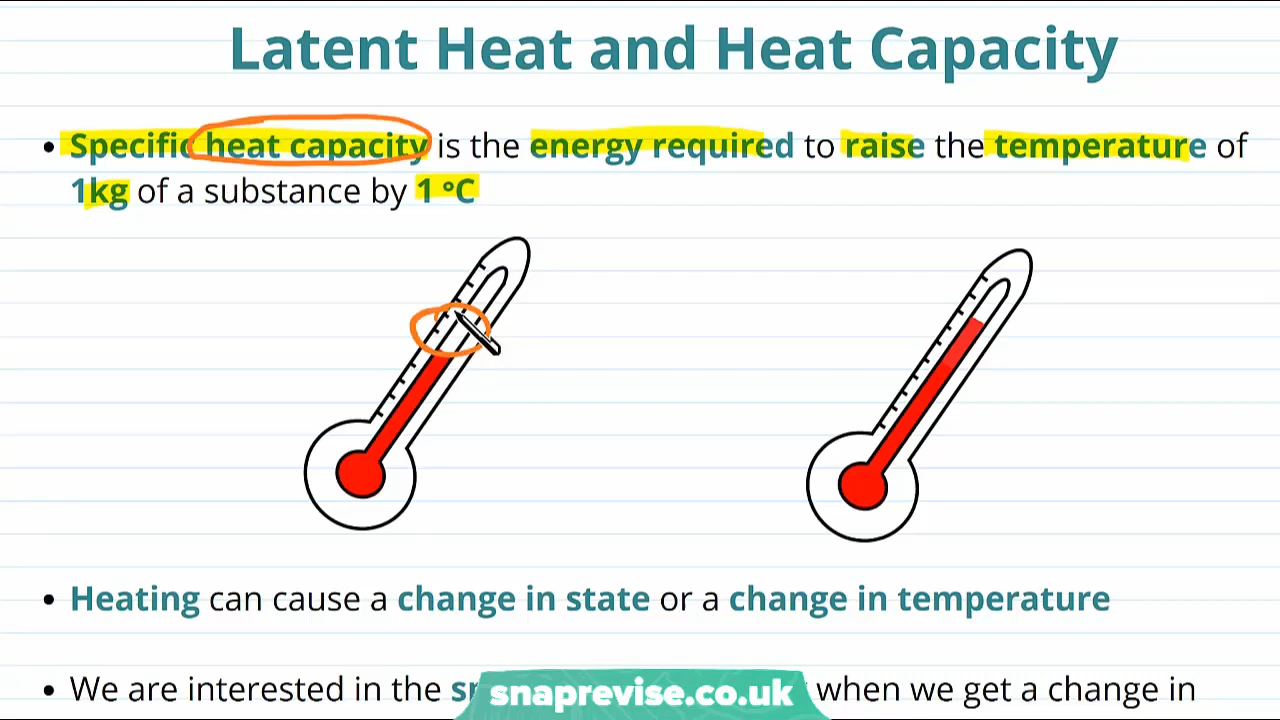 Latent Heat and Heat Capacity
• Specific heat capacity is the energy required to raise the temperature of
1kg of a substance by 1 °C
• Heating can cause a change in state or a change in temperature
• We are interested in the when we get a change in
snaprevise.co.uk